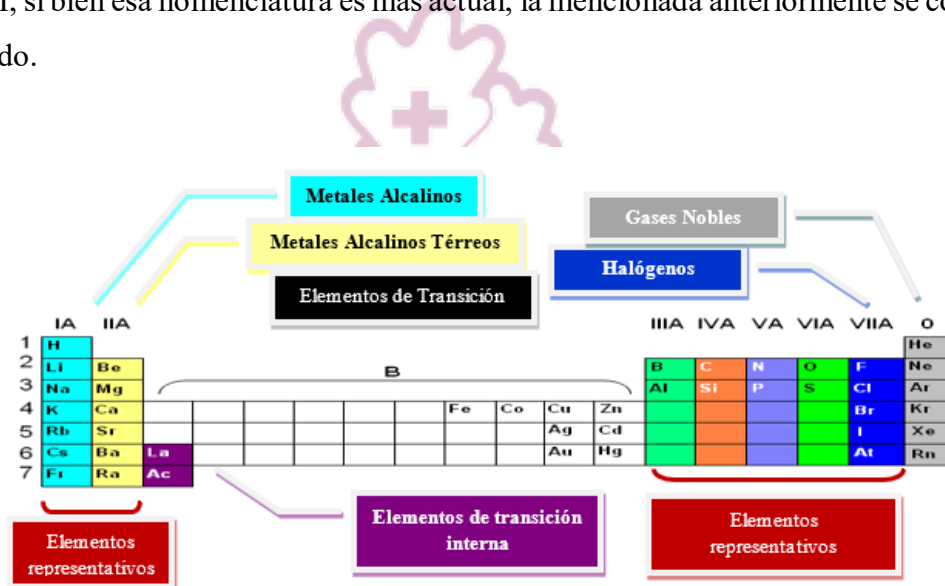 si bien esa nomenclatura es más actual, la mencionada anteriormente se
do.
Metales Alcalinos
Gases Nobles
Metales Alcalinos Térreos
Halógenos
Elementos de Transición
IA IIA IIIA IVA VA VIA VIIA O
1 H He
2 Li Be B C N O F Ne
B
3 Na Mg Al Si P S Cl Ar
4 K Ca Fe Co Cu Zn Br Kr
5 Rb Sr Ag Cd I Xe
6 Cs Ba La Au Hg At Rn
7 Fr Ra Ac
Elementos de transición
interna
Elementos
representativos
Elementos
representativos